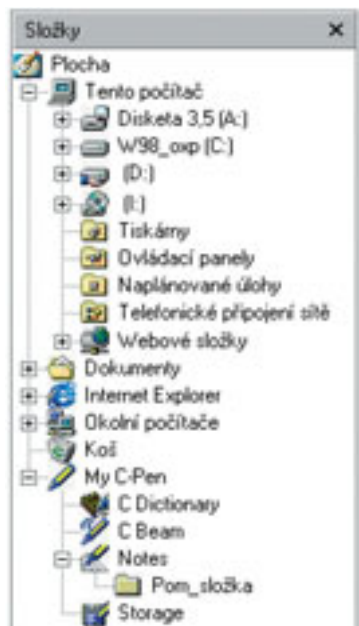 Složky
Plocha
Tento počítač
Disketa 3,5 (A:)
W98_oxp (C:)
(D:)
(I:)
Tiskárny
Ovládací panely
Naplánované úlohy
Telefonické připojení sítě
Webové složky
Dokumenty
Internet Explorer
Okolní počítače
Koš
My C-Pen
C Dictionary
C Beam
Notes
Pom_složka
Storage